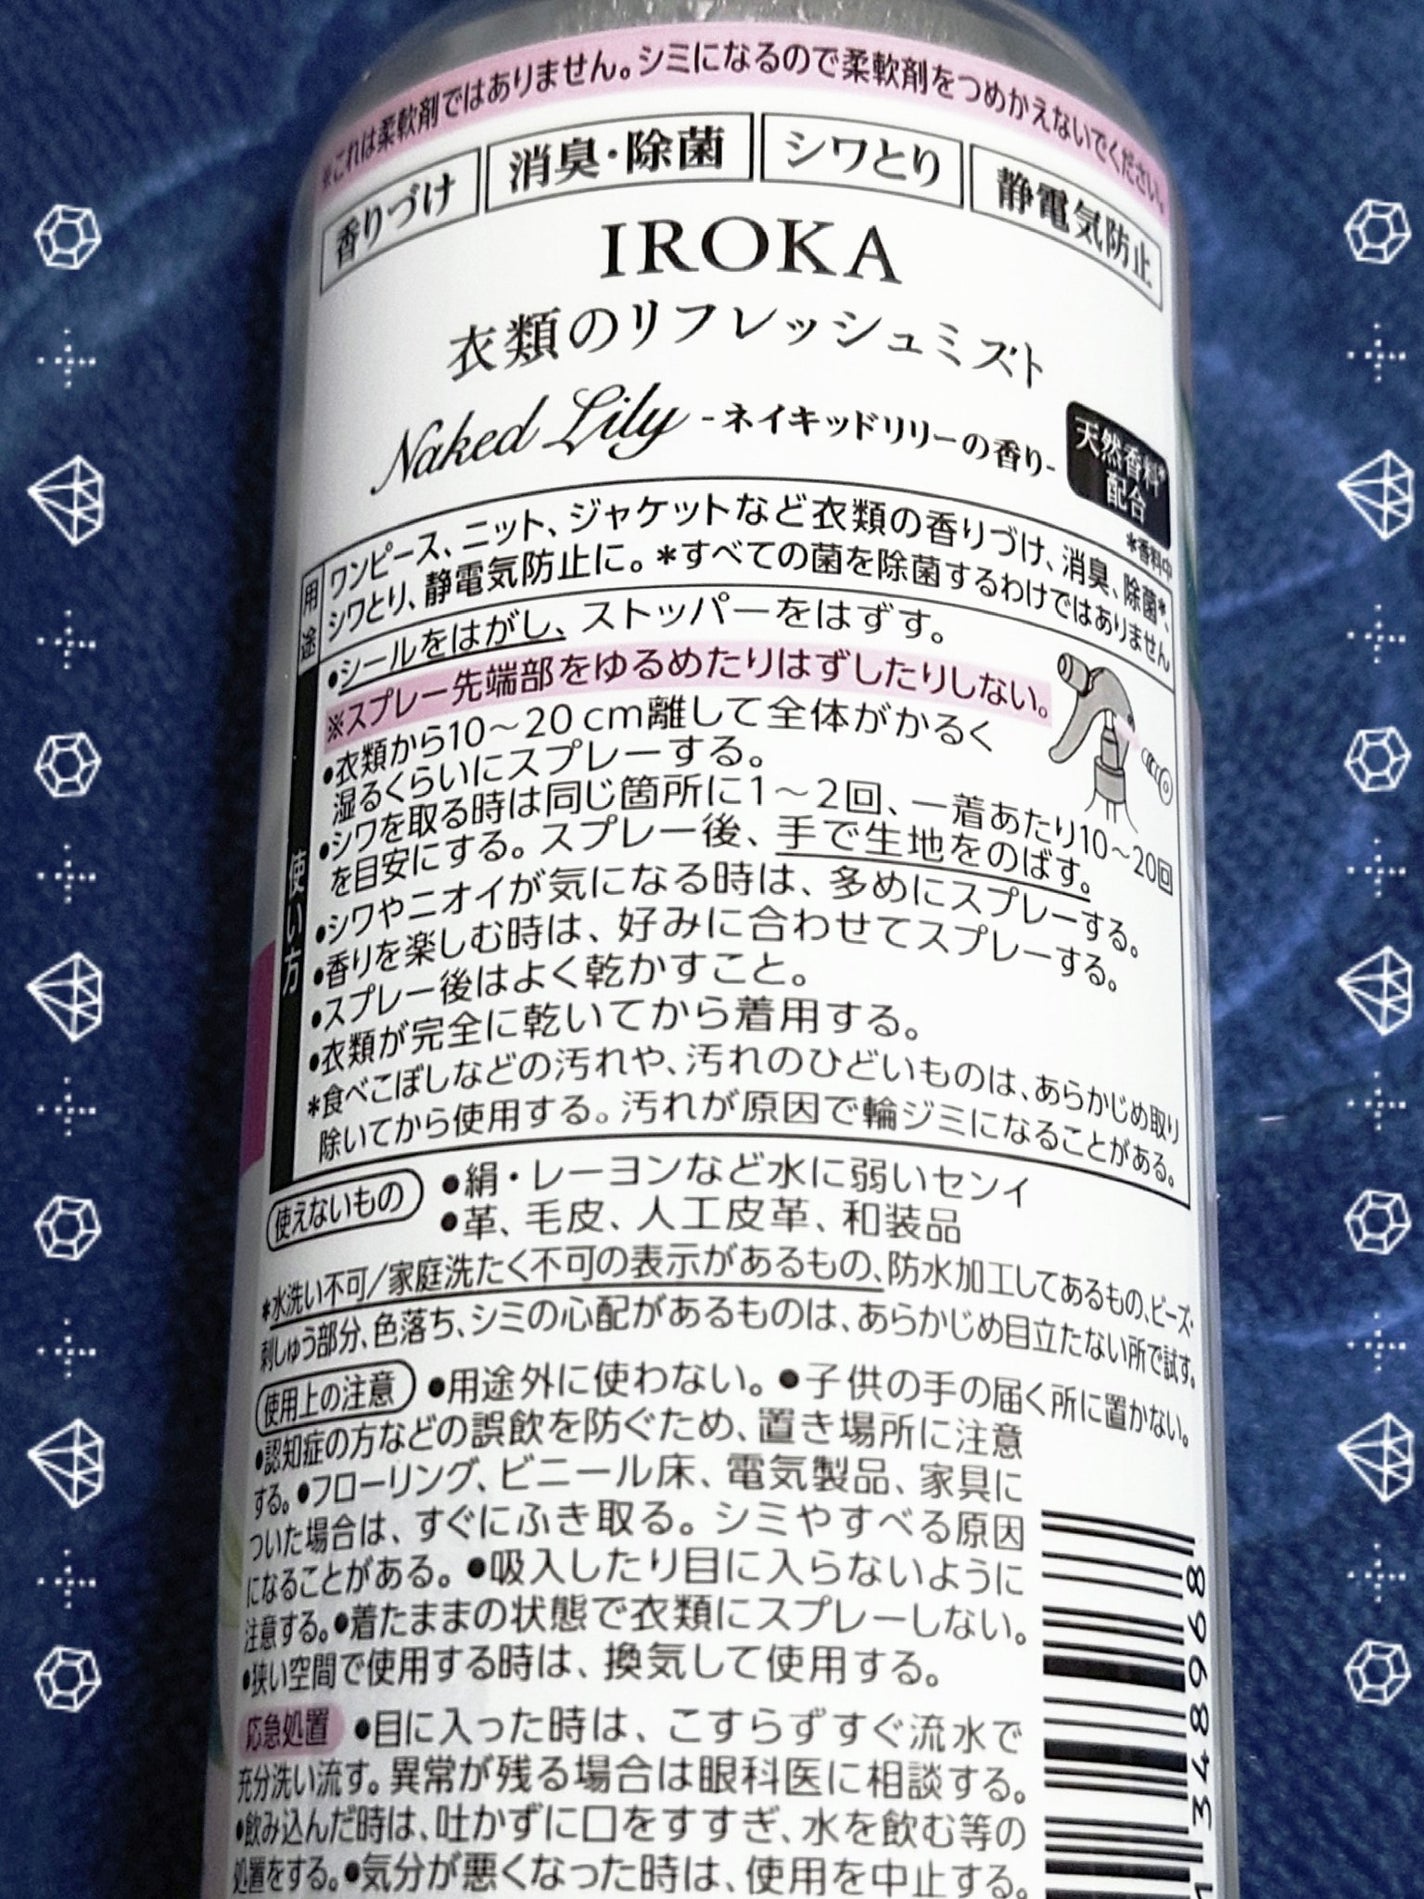 ※これは柔軟剤ではありません。シミになるので柔軟剤をつめかえないでください。
香りづけ 消臭・除菌 シワとり 静電気防止
IROKA
衣類のリフレッシュミスト
Naked Lily -ネイキッドリリーの香り-
天然香料*
配合
*香料中
用途
ワンピース、ニット、ジャケットなど衣類の香りづけ、消臭、除菌*、
シワとり、静電気防止に。*すべての菌を除菌するわけではありません
使い方
●シールをはがし、ストッパーをはずす。
※スプレー先端部をゆるめたりはずしたりしない。
●衣類から10～20cm離して全体がかるく
湿るくらいにスプレーする。
●シワを取る時は同じ箇所に1～2回、一着あたり10～20回
を目安にする。スプレー後、手で生地をのばす。
●シワやニオイが気になる時は、多めにスプレーする。
●香りを楽しむ時は、好みに合わせてスプレーする。
●スプレー後はよく乾かすこと。
●衣類が完全に乾いてから着用する。
*食べこぼしなどの汚れや、汚れのひどいものは、あらかじめ取り
除いてから使用する。汚れが原因で輪ジミになることがある。
使えないもの
●絹・レーヨンなど水に弱いセンイ
●革、毛皮、人工皮革、和装品
*水洗い不可/家庭洗たく不可の表示があるもの、防水加工してあるもの、ビーズ・
刺しゅう部分、色落ち、シミの心配があるものは、あらかじめ目立たない所で試す。
使用上の注意 ●用途外に使わない。●子供の手の届く所に置かない。
●認知症の方などの誤飲を防ぐため、置き場所に注意
する。●フローリング、ビニール床、電気製品、家具に
ついた場合は、すぐにふき取る。シミやすべる原因
になることがある。●吸入したり目に入らないように
注意する。●着たままの状態で衣類にスプレーしない。
●狭い空間で使用する時は、換気して使用する。
応急処置 ●目に入った時は、こすらずすぐ流水で
充分洗い流す。異常が残る場合は眼科医に相談する。
●飲み込んだ時は、吐かずに口をすすぎ、水を飲む等の
処置をする。●気分が悪くなった時は、使用を中止する。